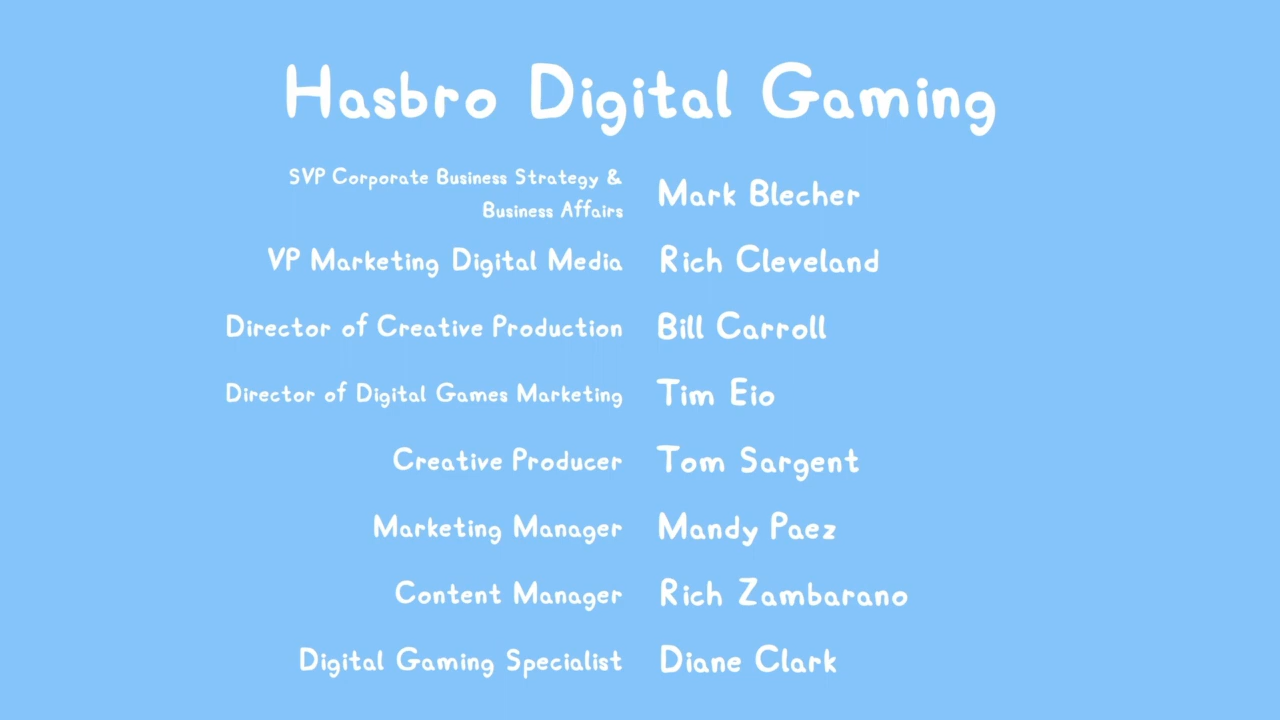 Hasbro Digital Gaming
SVP Corporate Business Strategy &
Business Affairs
Mark Blecher
VP Marketing Digital Media Rich Cleveland
Director of Creative Production Bill Carroll
Director of Digital Games Marketing Tim Eio
Creative Producer Tom Sargent
Marketing Manager Mandy Paez
Content Manager Rich Zambarano
Digital Gaming Specialist Diane Clark